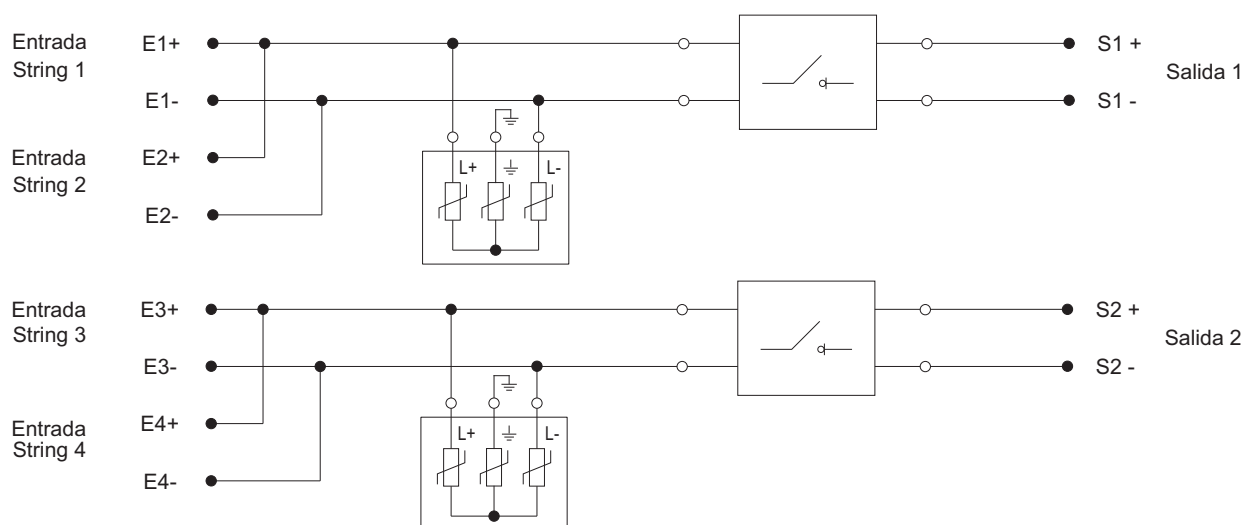 Entrada
String 1
E1+
E1-
S1 +
S1 -
Salida 1
Entrada
String 2
E2+
E2-
L+
L-
Entrada
String 3
E3+
E3-
S2 +
S2 -
Salida 2
Entrada
String 4
E4+
E4-
L+
L-